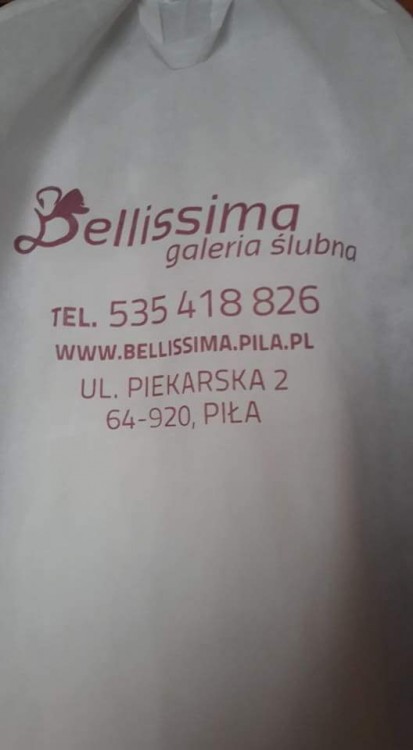 Bellissima
galeria ślubna
TEL. 535 418 826
WWW.BELLISSIMA.PILA.PL
UL. PIEKARSKA 2
64-920, PIŁA